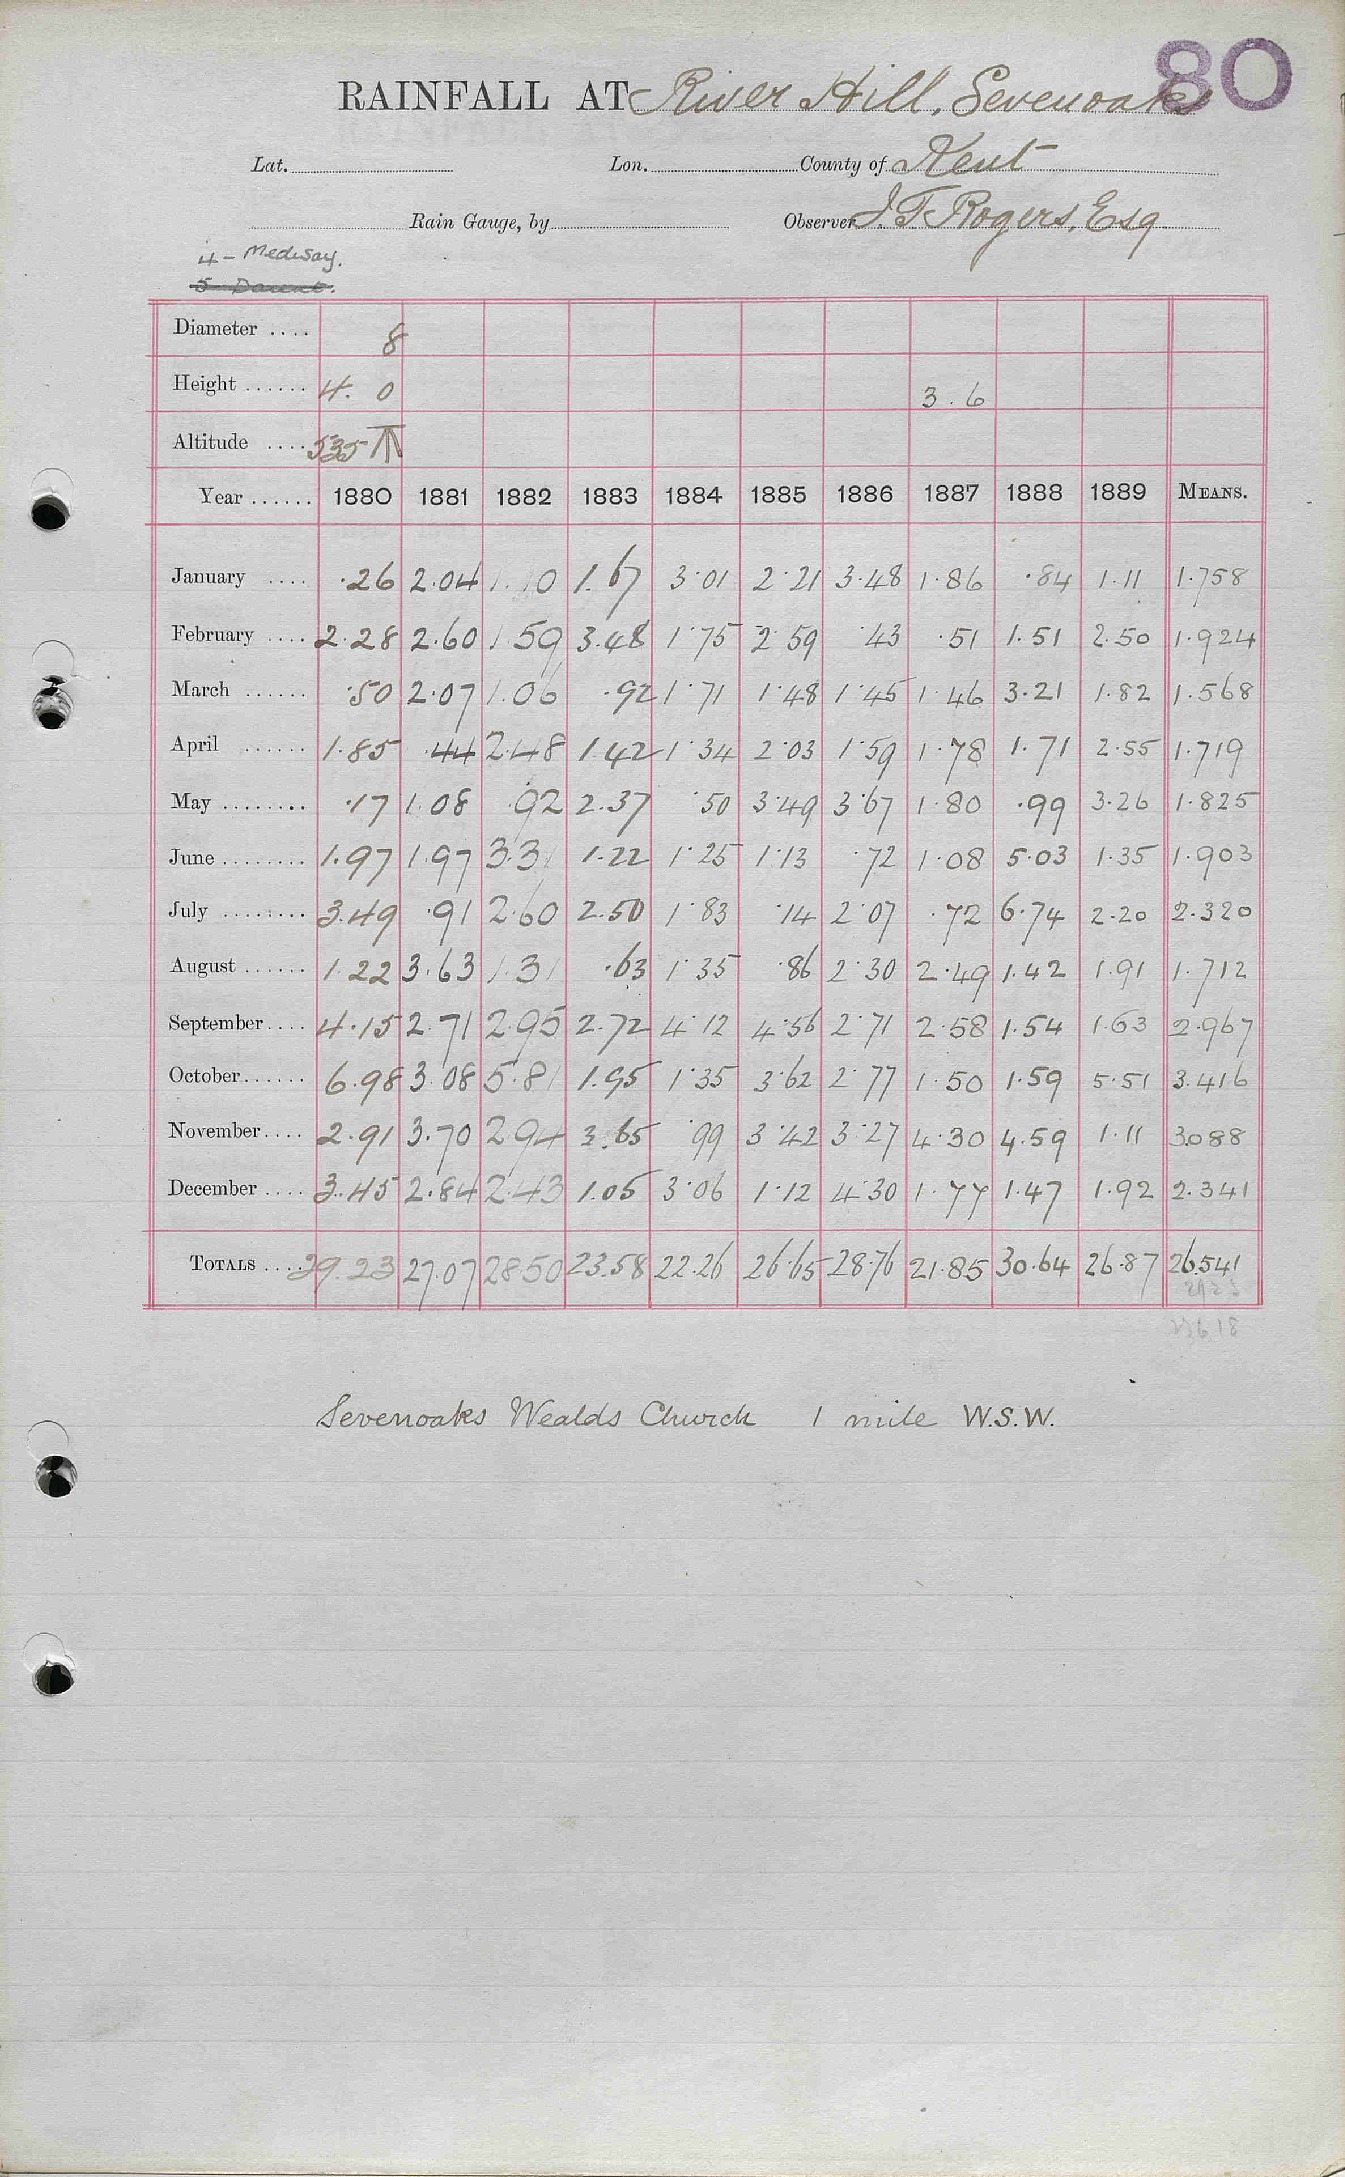 80
RAINFALL AT River Hill, Sevenoaks
Lat. Lon. County of Kent
Rain Gauge, by Observer J. T. Rogers, Esq
4 - Medway.
5 Darent.
Diameter .... 8
Height ...... 4. 0 3. 6
Altitude .... 535 T
Year ...... 1880 1881 1882 1883 1884 1885 1886 1887 1888 1889 MEANS.
January .... .26 2.04 1.10 1.67 3.01 2.21 3.48 1.86 .84 1.11 1.758
February .... 2.28 2.60 1.59 3.48 1.75 2.59 .43 .51 1.51 2.50 1.924
March ...... .50 2.07 1.06 .92 1.71 1.48 1.45 1.46 3.21 1.82 1.568
April ...... 1.85 .44 2.48 1.42 1.34 2.03 1.59 1.78 1.71 2.55 1.719
May ........ .17 1.08 .92 2.37 .50 3.49 3.67 1.80 .99 3.26 1.825
June ........ 1.97 1.97 3.31 1.22 1.25 1.13 .72 1.08 5.03 1.35 1.903
July ........ 3.49 .91 2.60 2.50 1.83 .14 2.07 .72 6.74 2.20 2.320
August ...... 1.22 3.63 1.31 .63 1.35 .86 2.30 2.49 1.42 1.91 1.712
September .... 4.15 2.71 2.95 2.72 4.12 4.56 2.71 2.58 1.54 1.63 2.967
October ...... 6.98 3.08 5.81 1.95 1.35 3.62 2.77 1.50 1.59 5.51 3.416
November .... 2.91 3.70 2.94 3.65 .99 3.42 3.27 4.30 4.59 1.11 3.088
December .... 3.45 2.84 2.43 1.05 3.06 1.12 4.30 1.77 1.47 1.92 2.341
TOTALS .... 29.23 27.07 28.50 23.58 22.26 26.65 28.76 21.85 30.64 26.87 26.541
Sevenoaks Wealds Church 1 mile W.S.W.